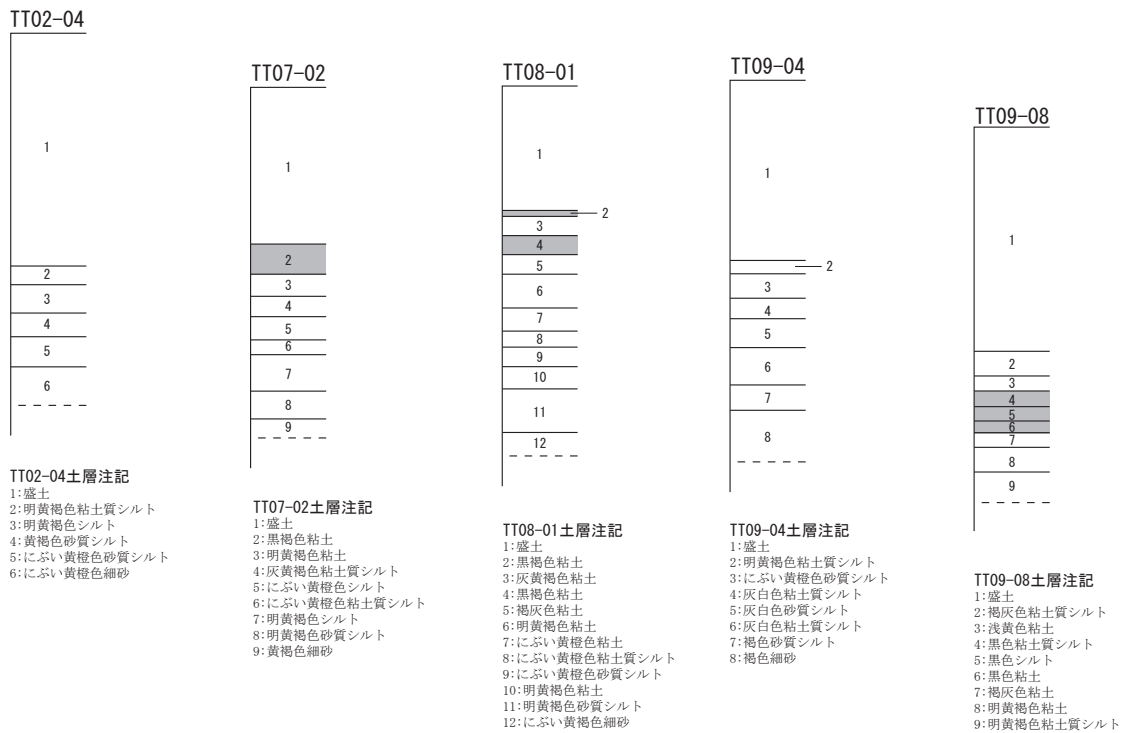 TT02-04
1
2
3
4
5
6
TT02-04土層注記
1:盛土
2:明黄褐色粘土質シルト
3:明黄褐色シルト
4:黄褐色砂質シルト
5:にぶい黄橙色砂質シルト
6:にぶい黄橙色細砂
TT07-02
1
2
3
4
5
6
7
8
9
TT07-02土層注記
1:盛土
2:黒褐色粘土
3:明黄褐色粘土
4:灰黄褐色粘土質シルト
5:にぶい黄橙色シルト
6:にぶい黄橙色粘土質シルト
7:明黄褐色シルト
8:明黄褐色砂質シルト
9:黄褐色細砂
TT08-01
1
2
3
4
5
6
7
8
9
10
11
12
TT08-01土層注記
1:盛土
2:黒褐色粘土
3:灰黄褐色粘土
4:黒褐色粘土
5:褐灰色粘土
6:明黄褐色粘土
7:にぶい黄橙色粘土
8:にぶい黄橙色粘土質シルト
9:にぶい黄橙色砂質シルト
10:明黄褐色粘土
11:明黄褐色砂質シルト
12:にぶい黄褐色細砂
TT09-04
1
2
3
4
5
6
7
8
TT09-04土層注記
1:盛土
2:明黄褐色粘土質シルト
3:にぶい黄橙色砂質シルト
4:灰白色粘土質シルト
5:灰白色砂質シルト
6:灰白色粘土質シルト
7:褐色砂質シルト
8:褐色細砂
TT09-08
1
2
3
4
5
6
7
8
9
TT09-08土層注記
1:盛土
2:褐灰色粘土質シルト
3:浅黄色粘土
4:黒色粘土質シルト
5:黒色シルト
6:黒色粘土
7:褐灰色粘土
8:明黄褐色粘土
9:明黄褐色粘土質シルト